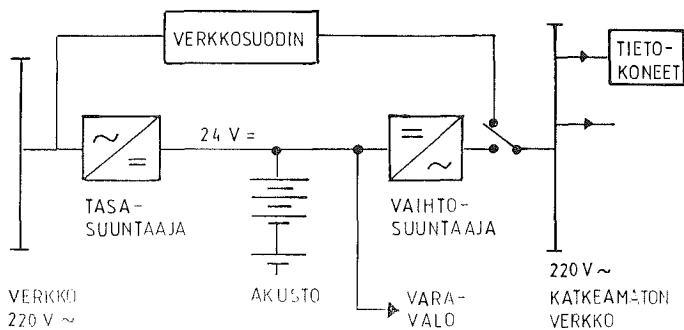 VERKKOSUODIN
TIETO-
KONEET
24 V =
TASA-
SUUNTAAJA
VAIHTO-
SUUNTAAJA
AKUSTO
VARA-
VALO
VERKKO
220 V ~
220 V ~
KATKEAMATON
VERKKO